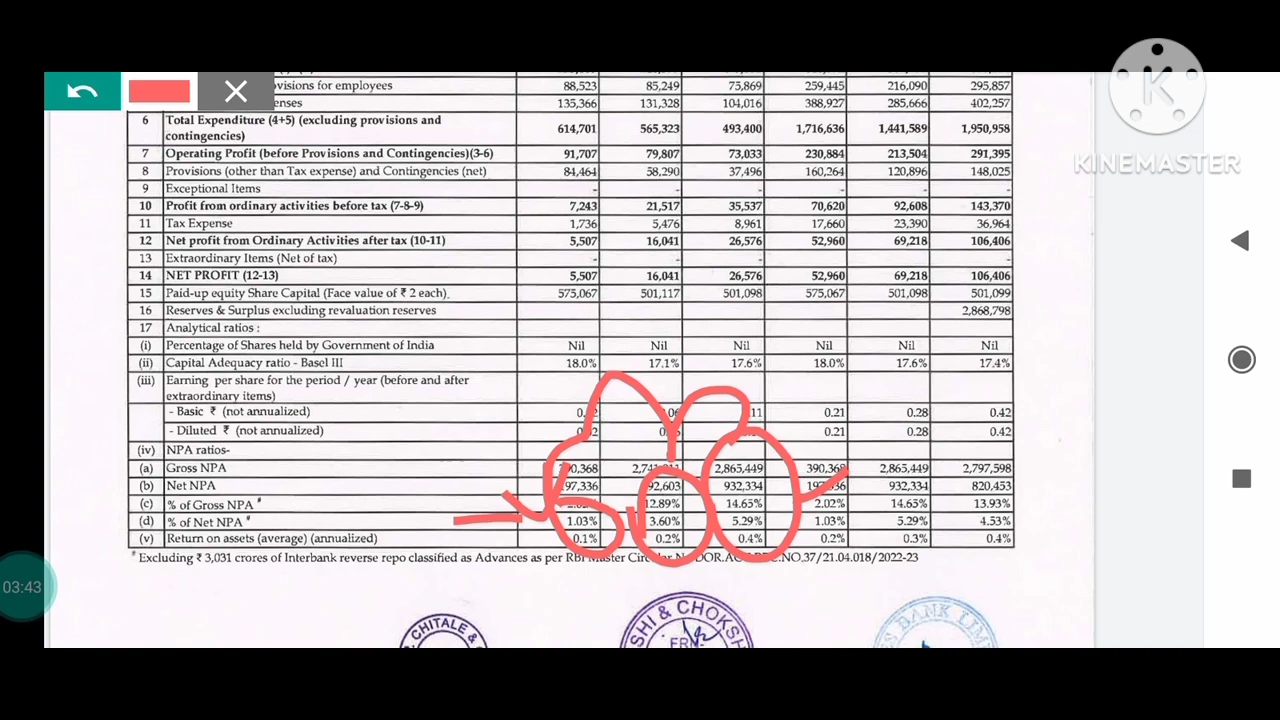 KINEMASTER
visions for employees 88,523 85,249 75,869 259,445 216,090 295,857
enses 135,366 131,328 104,016 388,927 285,666 402,257
6 Total Expenditure (4+5) (excluding provisions and
contingencies) 614,701 565,323 493,400 1,716,636 1,441,589 1,950,958
7 Operating Profit (before Provisions and Contingencies)(3-6) 91,707 79,807 73,033 230,884 213,504 291,395
8 Provisions (other than Tax expense) and Contingencies (net) 84,464 58,290 37,496 160,264 120,896 148,025
9 Exceptional Items - - - - - -
10 Profit from ordinary activities before tax (7-8-9) 7,243 21,517 35,537 70,620 92,608 143,370
11 Tax Expense 1,736 5,476 8,961 17,660 23,390 36,964
12 Net profit from Ordinary Activities after tax (10-11) 5,507 16,041 26,576 52,960 69,218 106,406
13 Extraordinary Items (Net of tax) - - - - - -
14 NET PROFIT (12-13) 5,507 16,041 26,576 52,960 69,218 106,406
15 Paid-up equity Share Capital (Face value of ₹ 2 each) 575,067 501,117 501,098 575,067 501,098 501,099
16 Reserves & Surplus excluding revaluation reserves 2,868,798
17 Analytical ratios :
(i) Percentage of Shares held by Government of India Nil Nil Nil Nil Nil Nil
(ii) Capital Adequacy ratio - Basel III 18.0% 17.1% 17.6% 18.0% 17.6% 17.4%
(iii) Earning per share for the period / year (before and after
extraordinary items)
- Basic ₹ (not annualized) 0.21 0.28 0.42
- Diluted ₹ (not annualized) 0.21 0.28 0.42
(iv) NPA ratios-
(a) Gross NPA 2,865,449 2,865,449 2,797,598
(b) Net NPA 932,334 932,334 820,453
(c) % of Gross NPA # 12.89% 14.65% 2.02% 14.65% 13.93%
(d) % of Net NPA # 1.03% 3.60% 5.29% 1.03% 5.29% 4.53%
(v) Return on assets (average) (annualized) 0.1% 0.2% 0.4% 0.2% 0.3% 0.4%
# Excluding ₹ 3,031 crores of Interbank reverse repo classified as Advances as per RBI Master Circular .NO.37/21.04.018/2022-23
03:43
CHITALE &
SHI & CHOKSH
BANK LIM